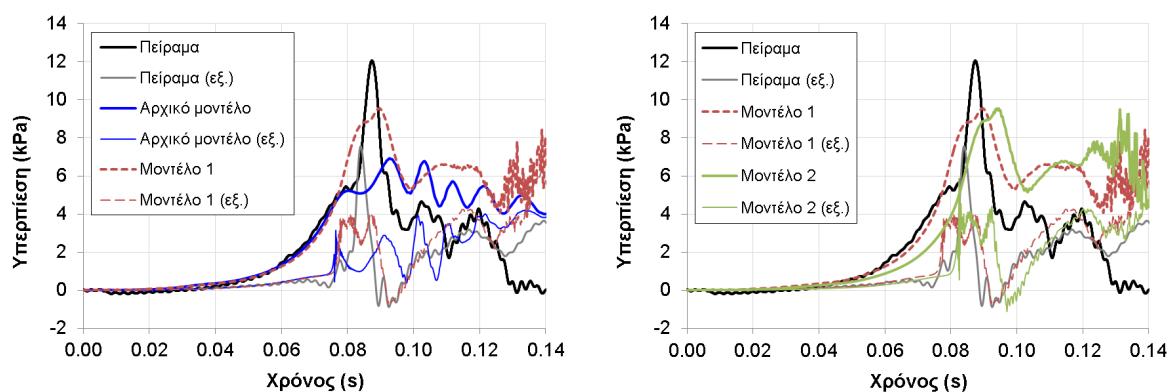 14
12
10
8
6
4
2
0
-2
Υπερπίεση (kPa)
Πείραμα
Πείραμα (εξ.)
Αρχικό μοντέλο
Αρχικό μοντέλο (εξ.)
Μοντέλο 1
Μοντέλο 1 (εξ.)
0.00 0.02 0.04 0.06 0.08 0.10 0.12 0.14
Χρόνος (s)
14
12
10
8
6
4
2
0
-2
Υπερπίεση (kPa)
Πείραμα
Πείραμα (εξ.)
Μοντέλο 1
Μοντέλο 1 (εξ.)
Μοντέλο 2
Μοντέλο 2 (εξ.)
0.00 0.02 0.04 0.06 0.08 0.10 0.12 0.14
Χρόνος (s)